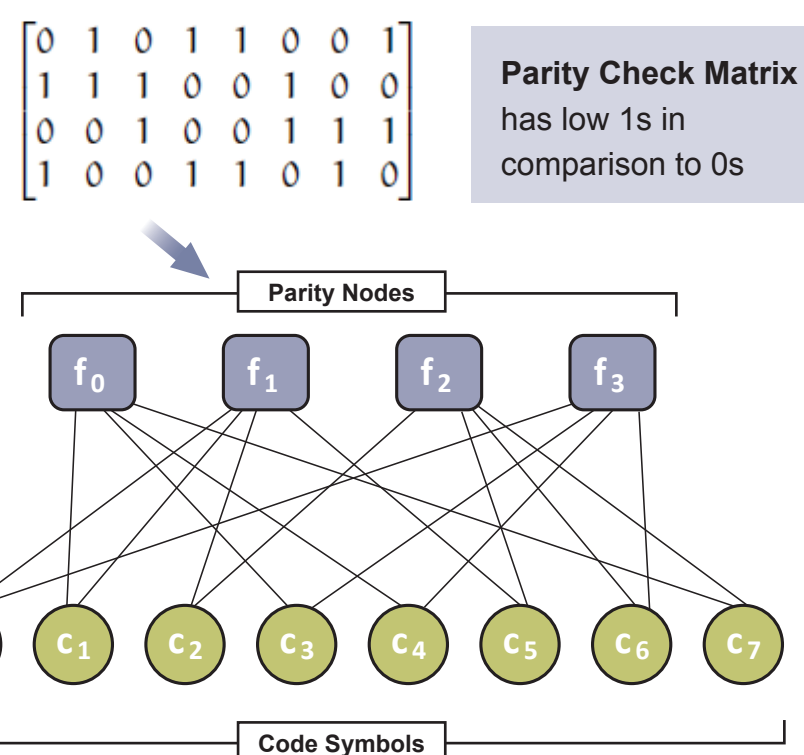 0 1 0 1 1 0 0 1
1 1 1 0 0 1 0 0
0 0 1 0 0 1 1 1
1 0 0 1 1 0 1 0
Parity Check Matrix
has low 1s in
comparison to 0s
Parity Nodes
f0 f1 f2 f3
c1 c2 c3 c4 c5 c6 c7
Code Symbols